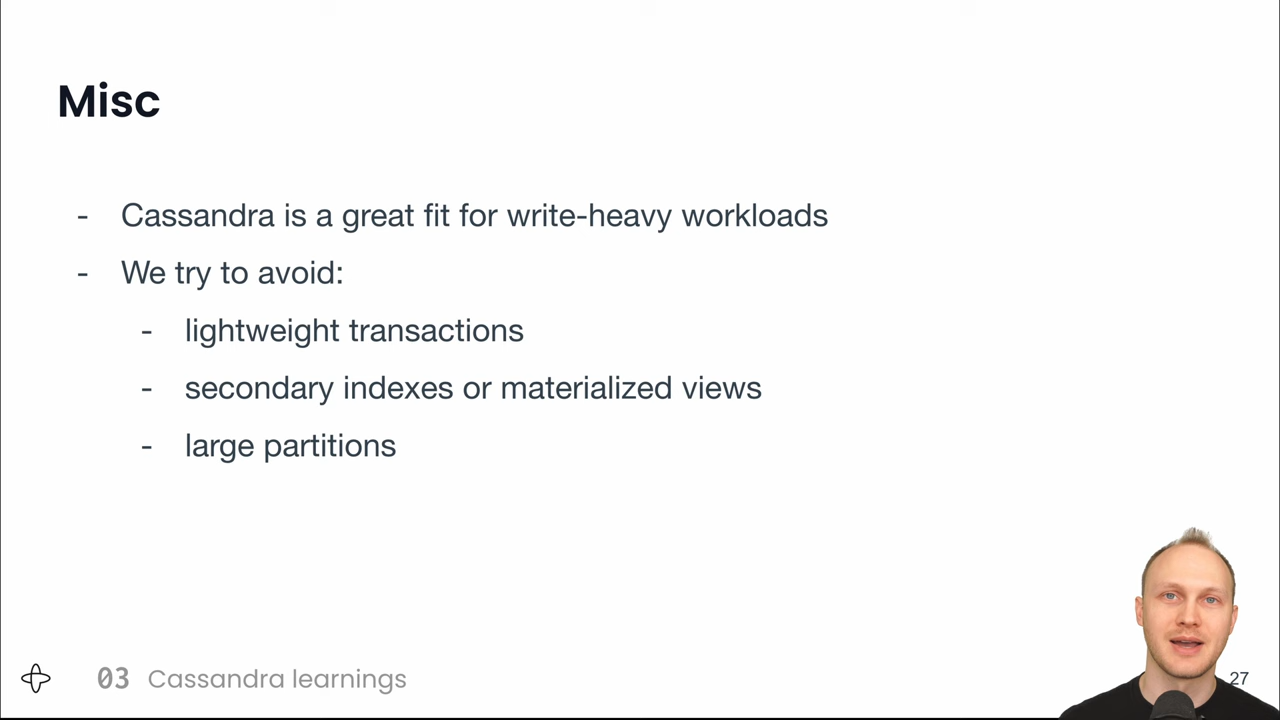 Misc
- Cassandra is a great fit for write-heavy workloads
- We try to avoid:
- lightweight transactions
- secondary indexes or materialized views
- large partitions
03 Cassandra learnings
27